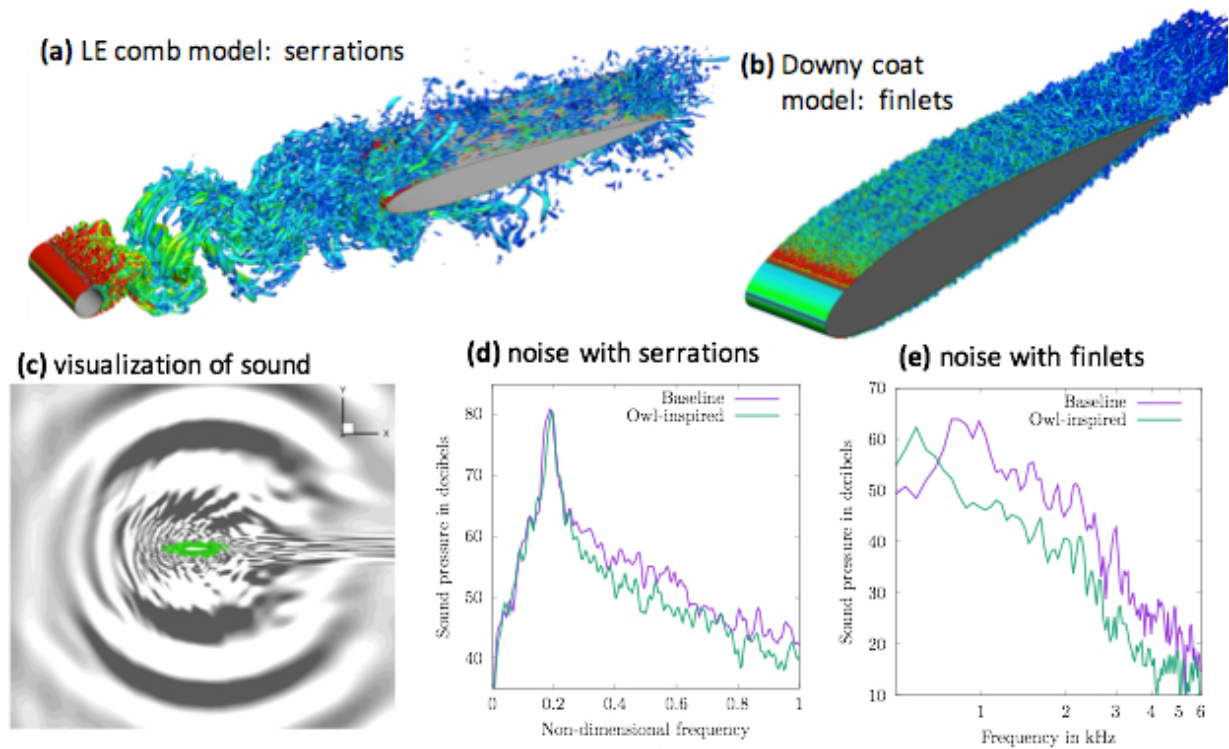 (a) LE comb model: serrations
(b) Downy coat
model: finlets
(c) visualization of sound
Y
X
(d) noise with serrations
Baseline
Owl-inspired
Sound pressure in decibels
80
70
60
50
40
0
0.2
0.4
0.6
0.8
1
Non-dimensional frequency
(e) noise with finlets
Baseline
Owl-inspired
Sound pressure in decibels
70
60
50
40
30
20
10
1
2
3
4
5
6
Frequency in kHz